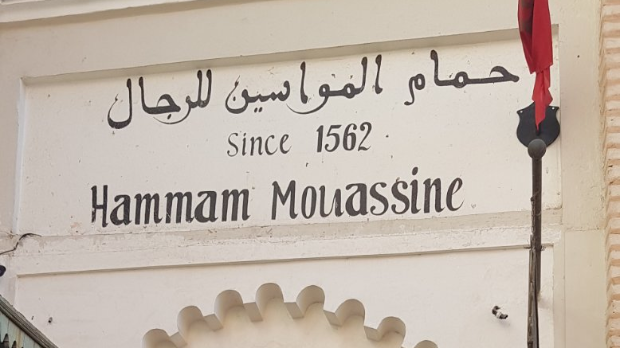 حمام المواسين للرجال
Since 1562
Hammam Mouassine